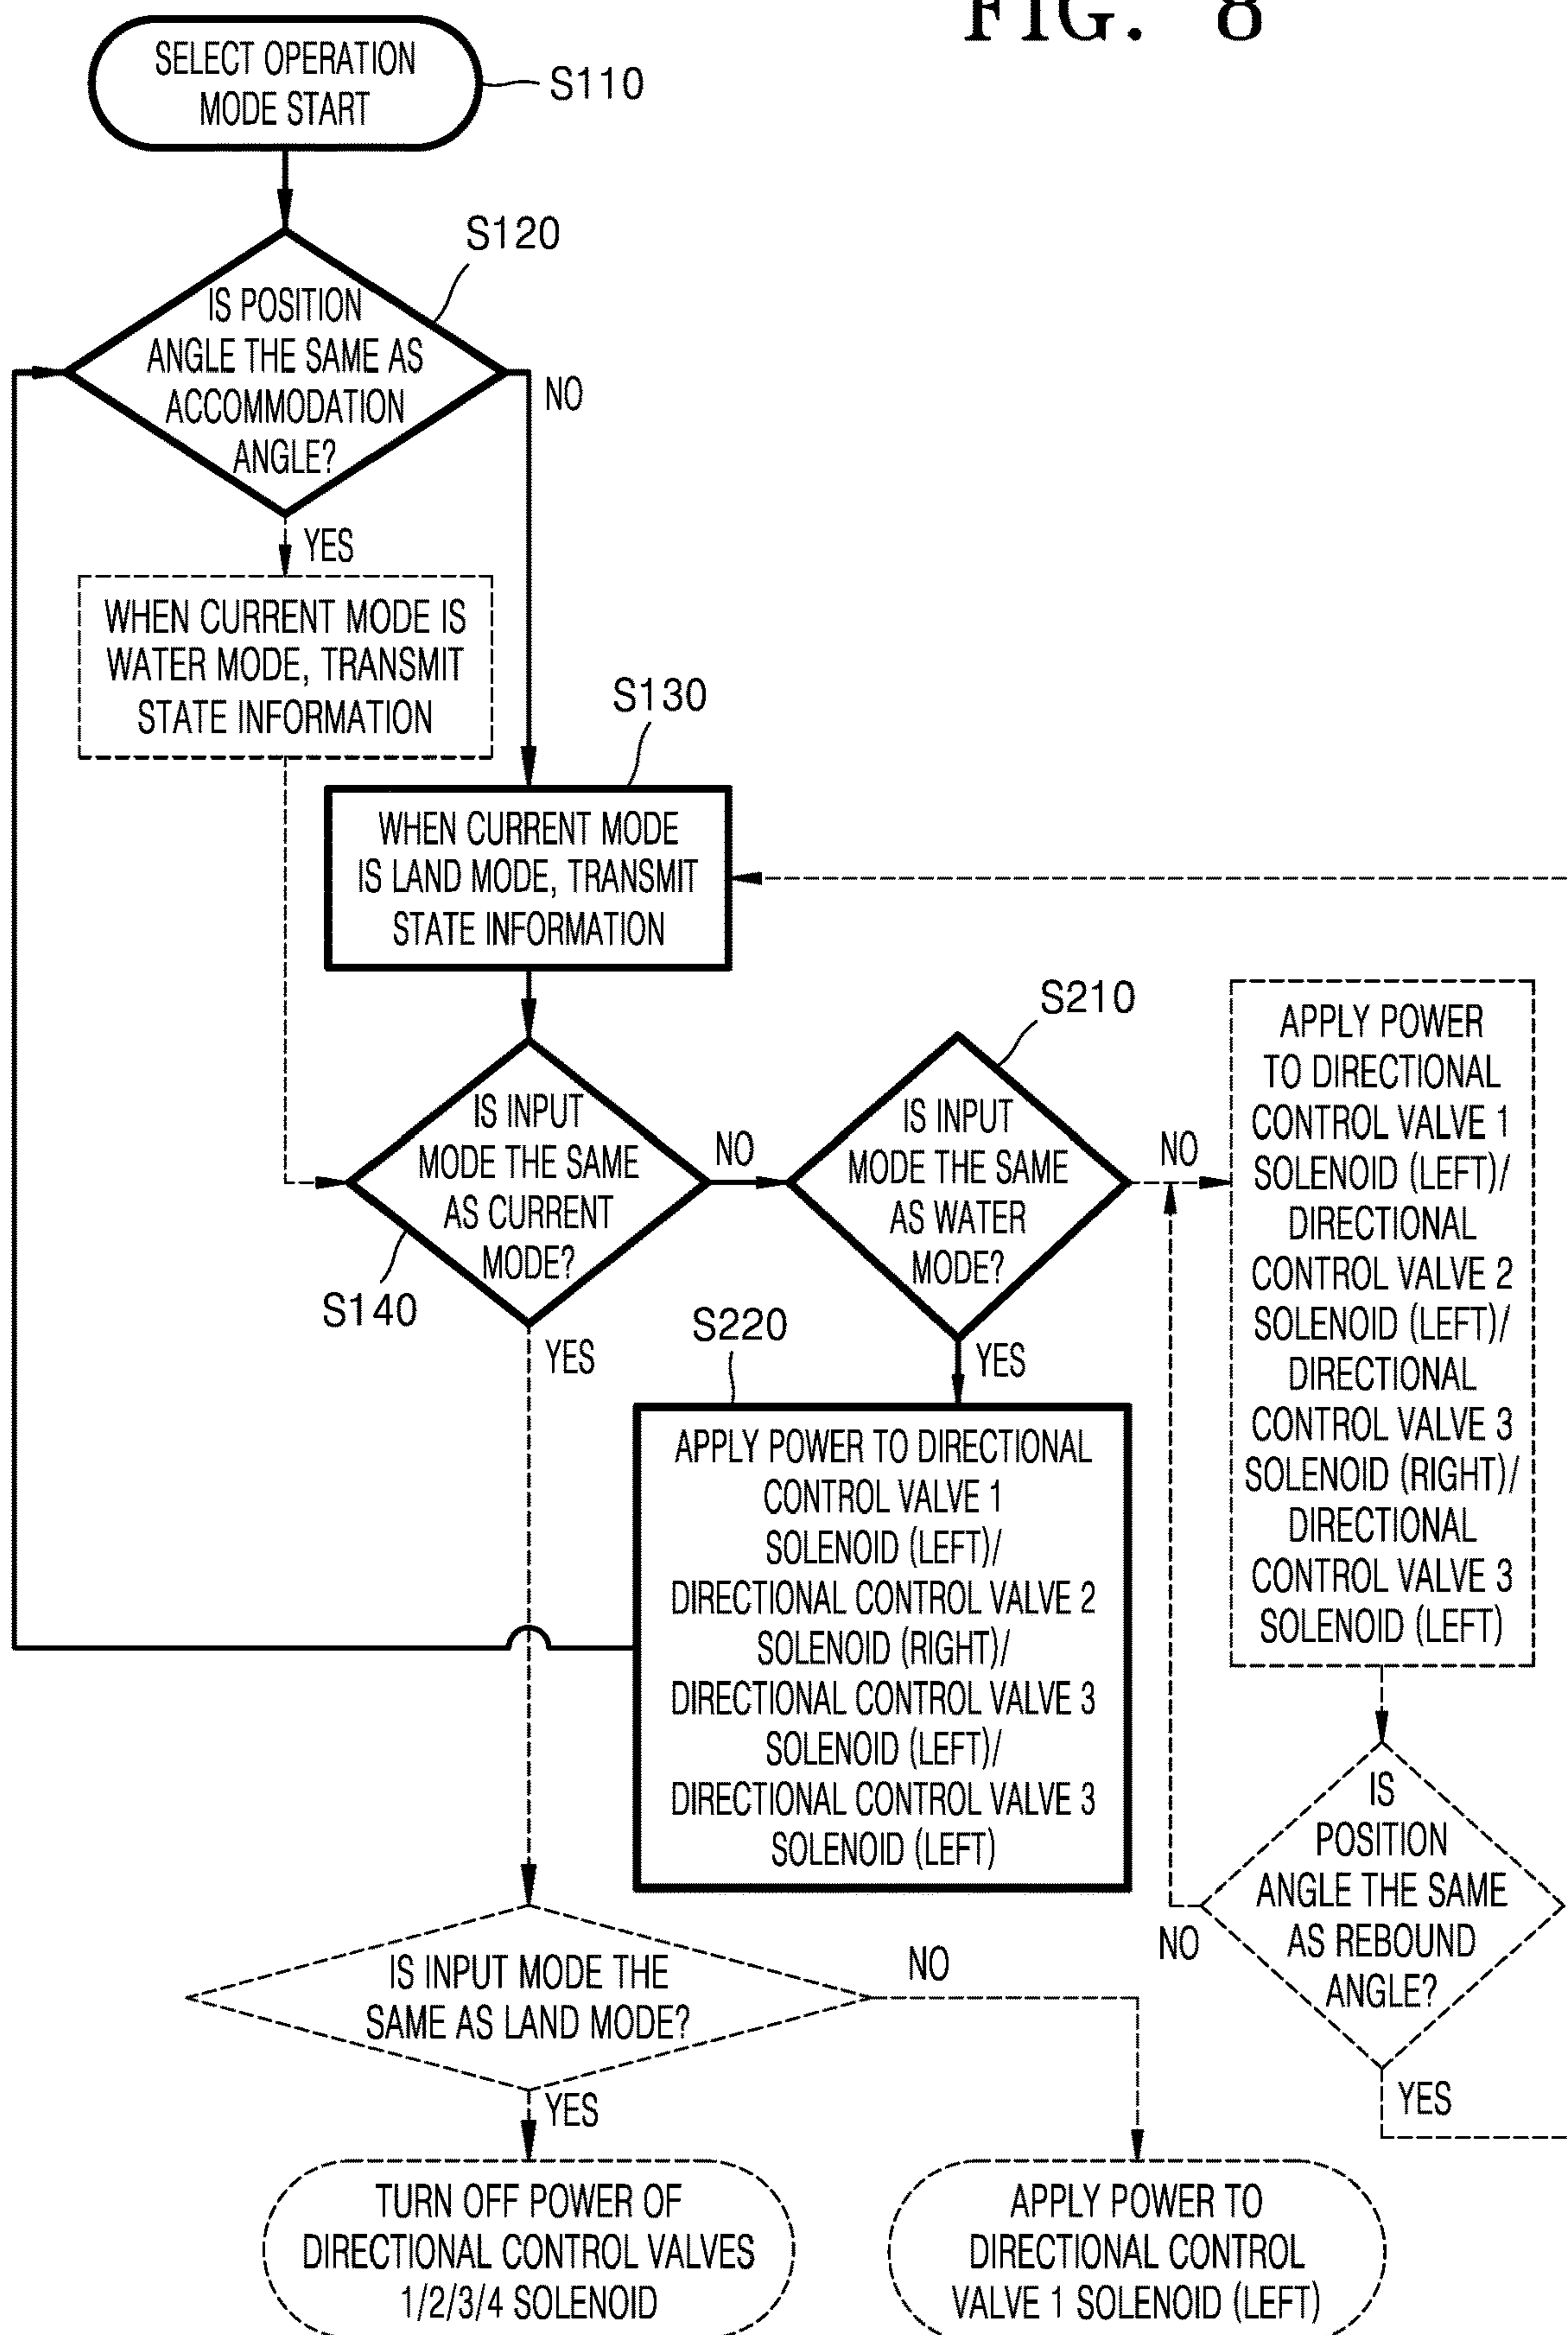 FIG. 8
SELECT OPERATION
MODE START
S110
S120
IS POSITION
ANGLE THE SAME AS
ACCOMMODATION
ANGLE?
NO
YES
WHEN CURRENT MODE IS
WATER MODE, TRANSMIT
STATE INFORMATION
S130
WHEN CURRENT MODE
IS LAND MODE, TRANSMIT
STATE INFORMATION
IS INPUT
MODE THE SAME
AS CURRENT
MODE?
S140
NO
YES
S210
IS INPUT
MODE THE SAME
AS WATER
MODE?
NO
YES
APPLY POWER
TO DIRECTIONAL
CONTROL VALVE 1
SOLENOID (LEFT)/
DIRECTIONAL
CONTROL VALVE 2
SOLENOID (LEFT)/
DIRECTIONAL
CONTROL VALVE 3
SOLENOID (RIGHT)/
DIRECTIONAL
CONTROL VALVE 3
SOLENOID (LEFT)
S220
APPLY POWER TO DIRECTIONAL
CONTROL VALVE 1
SOLENOID (LEFT)/
DIRECTIONAL CONTROL VALVE 2
SOLENOID (RIGHT)/
DIRECTIONAL CONTROL VALVE 3
SOLENOID (LEFT)/
DIRECTIONAL CONTROL VALVE 3
SOLENOID (LEFT)
IS
POSITION
ANGLE THE SAME
AS REBOUND
ANGLE?
NO
YES
IS INPUT MODE THE
SAME AS LAND MODE?
NO
YES
TURN OFF POWER OF
DIRECTIONAL CONTROL VALVES
1/2/3/4 SOLENOID
APPLY POWER TO
DIRECTIONAL CONTROL
VALVE 1 SOLENOID (LEFT)